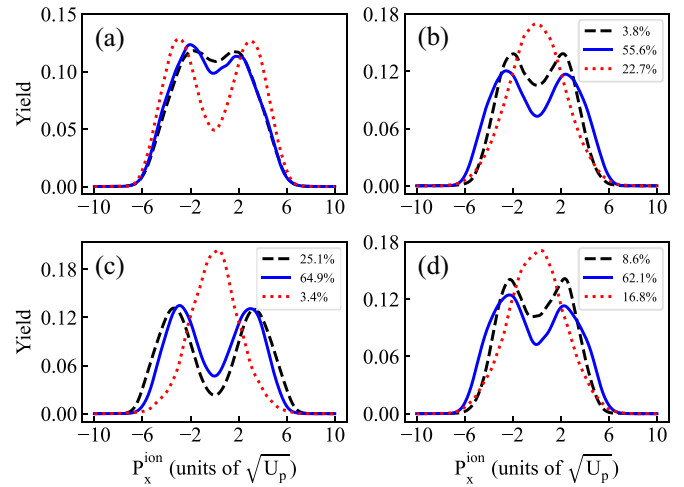 (a)
Yield
0.15
0.10
0.05
0.00
−10 −6 −2 2 6 10
(b)
3.8%
55.6%
22.7%
0.18
0.12
0.06
0.00
−10 −6 −2 2 6 10
(c)
25.1%
64.9%
3.4%
Yield
0.18
0.12
0.06
0.00
−10 −6 −2 2 6 10
P_x^ion (units of √U_p)
(d)
8.6%
62.1%
16.8%
0.18
0.12
0.06
0.00
−10 −6 −2 2 6 10
P_x^ion (units of √U_p)